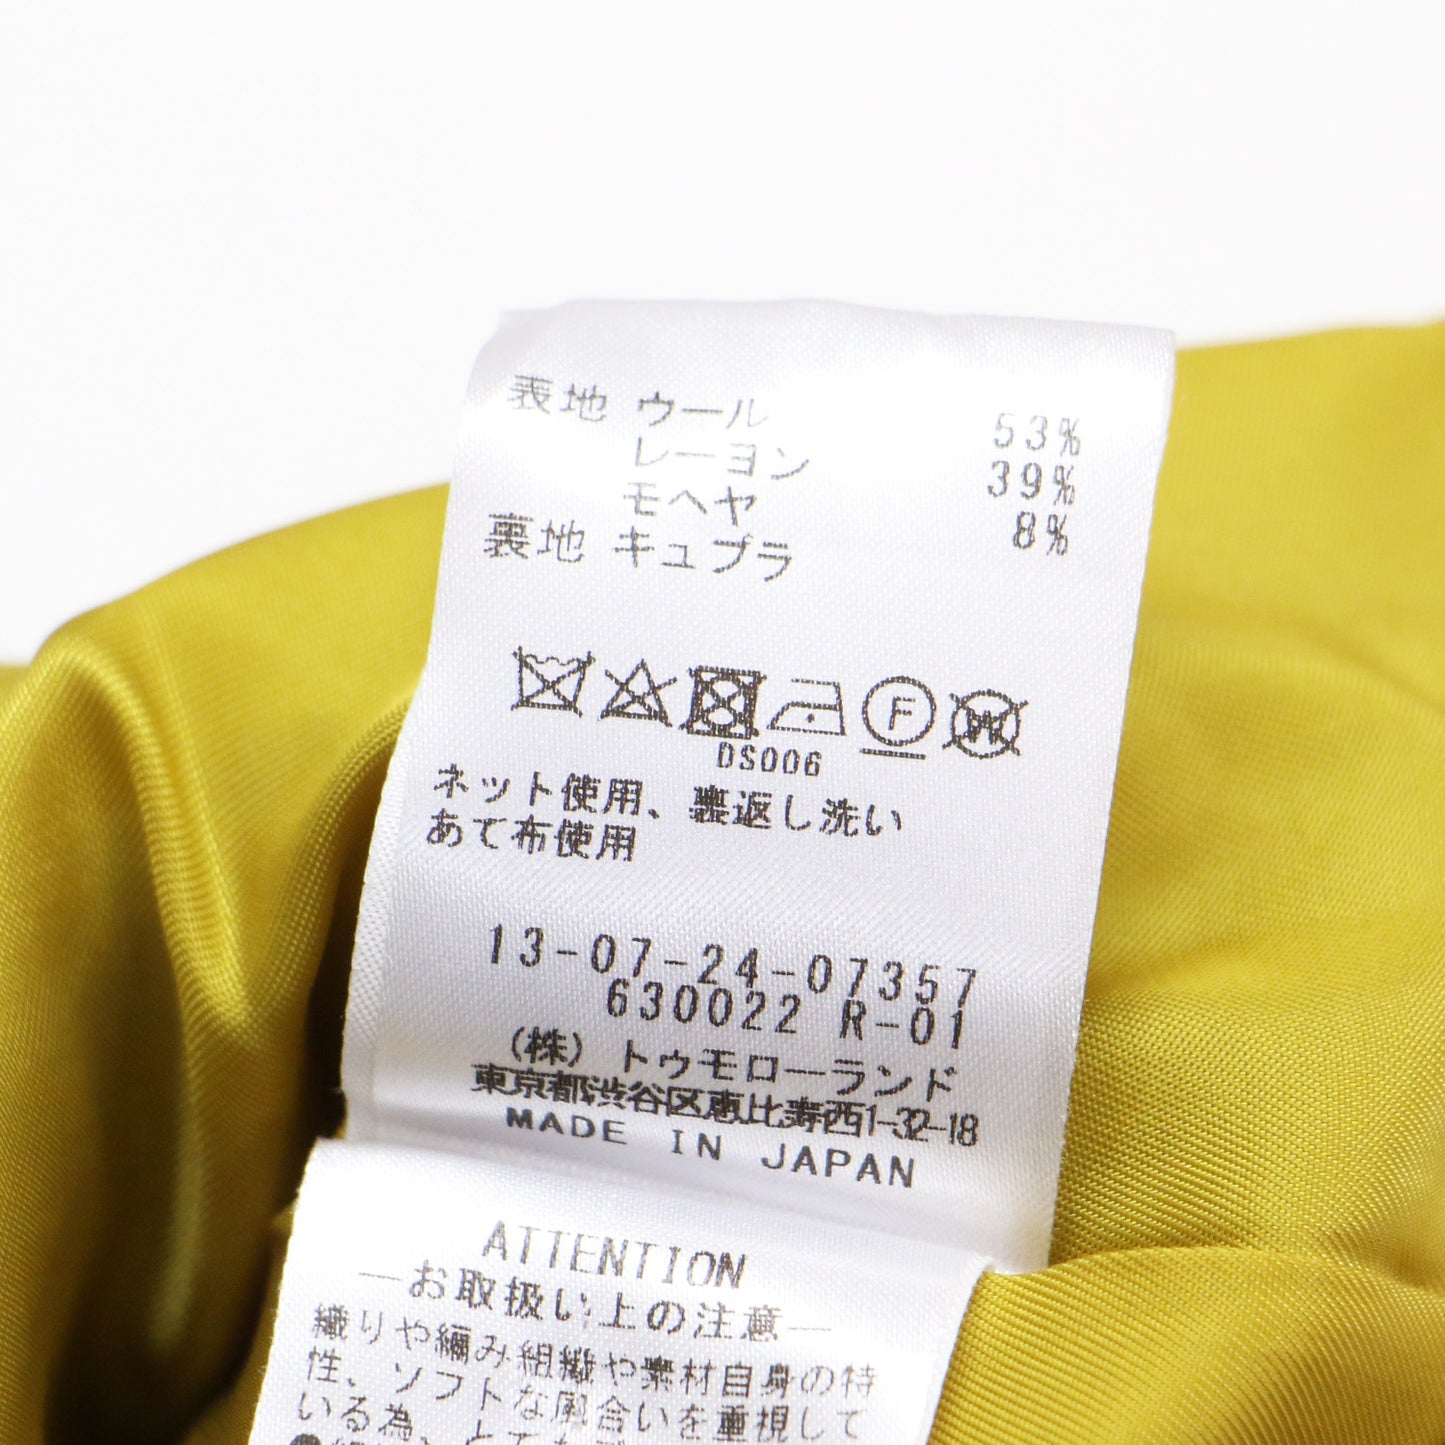 表地 ウール 53%
レーヨン 39%
モヘヤ 8%
裏地 キュプラ
F W
DS006
ネット使用、裏返し洗い
あて布使用
13-07-24-07357
630022 R-01
(株) トゥモローランド
東京都渋谷区恵比寿西1-32-18
MADE IN JAPAN
ATTENTION
―お取扱い上の注意―
織りや編み組織や素材自身の特
性、ソフトな風合いを重視して
いる為、